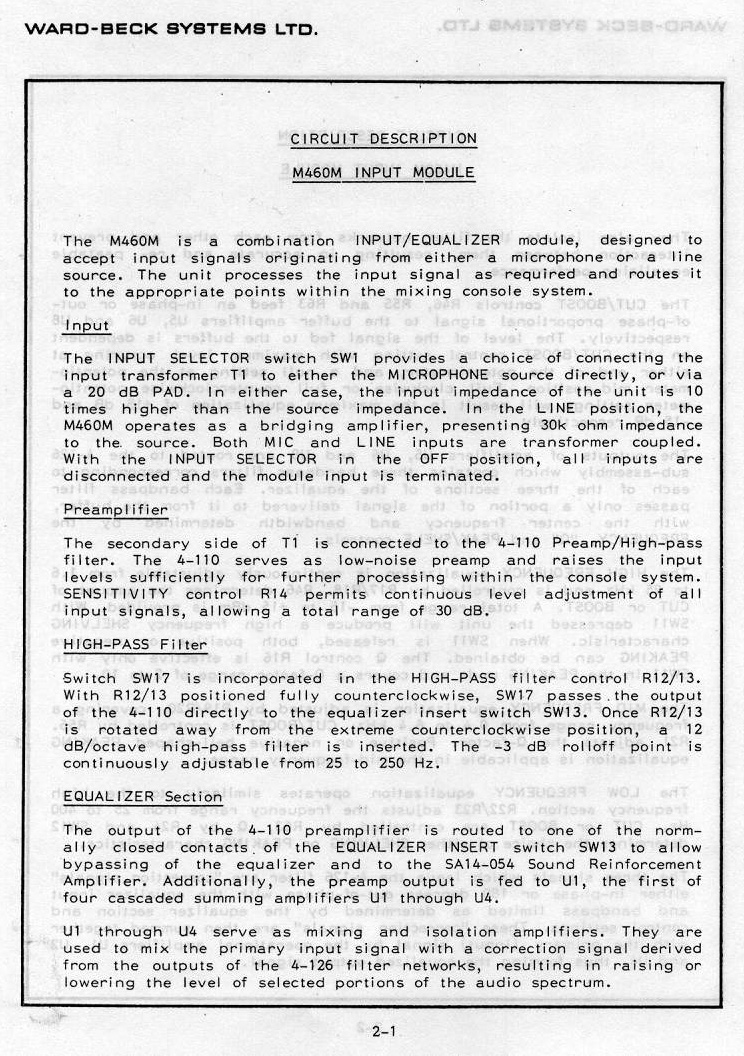 WARD-BECK SYSTEMS LTD.
CIRCUIT DESCRIPTION
M460M INPUT MODULE
The M460M is a combination INPUT/EQUALIZER module, designed to
accept input signals originating from either a microphone or a line
source. The unit processes the input signal as required and routes it
to the appropriate points within the mixing console system.
Input
The INPUT SELECTOR switch SW1 provides a choice of connecting the
input transformer T1 to either the MICROPHONE source directly, or via
a 20 dB PAD. In either case, the input impedance of the unit is 10
times higher than the source impedance. In the LINE position, the
M460M operates as a bridging amplifier, presenting 30k ohm impedance
to the. source. Both MIC and LINE inputs are transformer coupled.
With the INPUT SELECTOR in the OFF position, all inputs are
disconnected and the module input is terminated.
Preamplifier
The secondary side of T1 is connected to the 4-110 Preamp/High-pass
filter. The 4-110 serves as low-noise preamp and raises the input
levels sufficiently for further processing within the console system.
SENSITIVITY control R14 permits continuous level adjustment of all
input signals, allowing a total range of 30 dB.
HIGH-PASS Filter
Switch SW17 is incorporated in the HIGH-PASS filter control R12/13.
With R12/13 positioned fully counterclockwise, SW17 passes the output
of the 4-110 directly to the equalizer insert switch SW13. Once R12/13
is rotated away from the extreme counterclockwise position, a 12
dB/octave high-pass filter is inserted. The -3 dB rolloff point is
continuously adjustable from 25 to 250 Hz.
EQUALIZER Section
The output of the 4-110 preamplifier is routed to one of the norm-
ally closed contacts of the EQUALIZER INSERT switch SW13 to allow
bypassing of the equalizer and to the SA14-054 Sound Reinforcement
Amplifier. Additionally, the preamp output is fed to U1, the first of
four cascaded summing amplifiers U1 through U4.
U1 through U4 serve as mixing and isolation amplifiers. They are
used to mix the primary input signal with a correction signal derived
from the outputs of the 4-126 filter networks, resulting in raising or
lowering the level of selected portions of the audio spectrum.
2-1